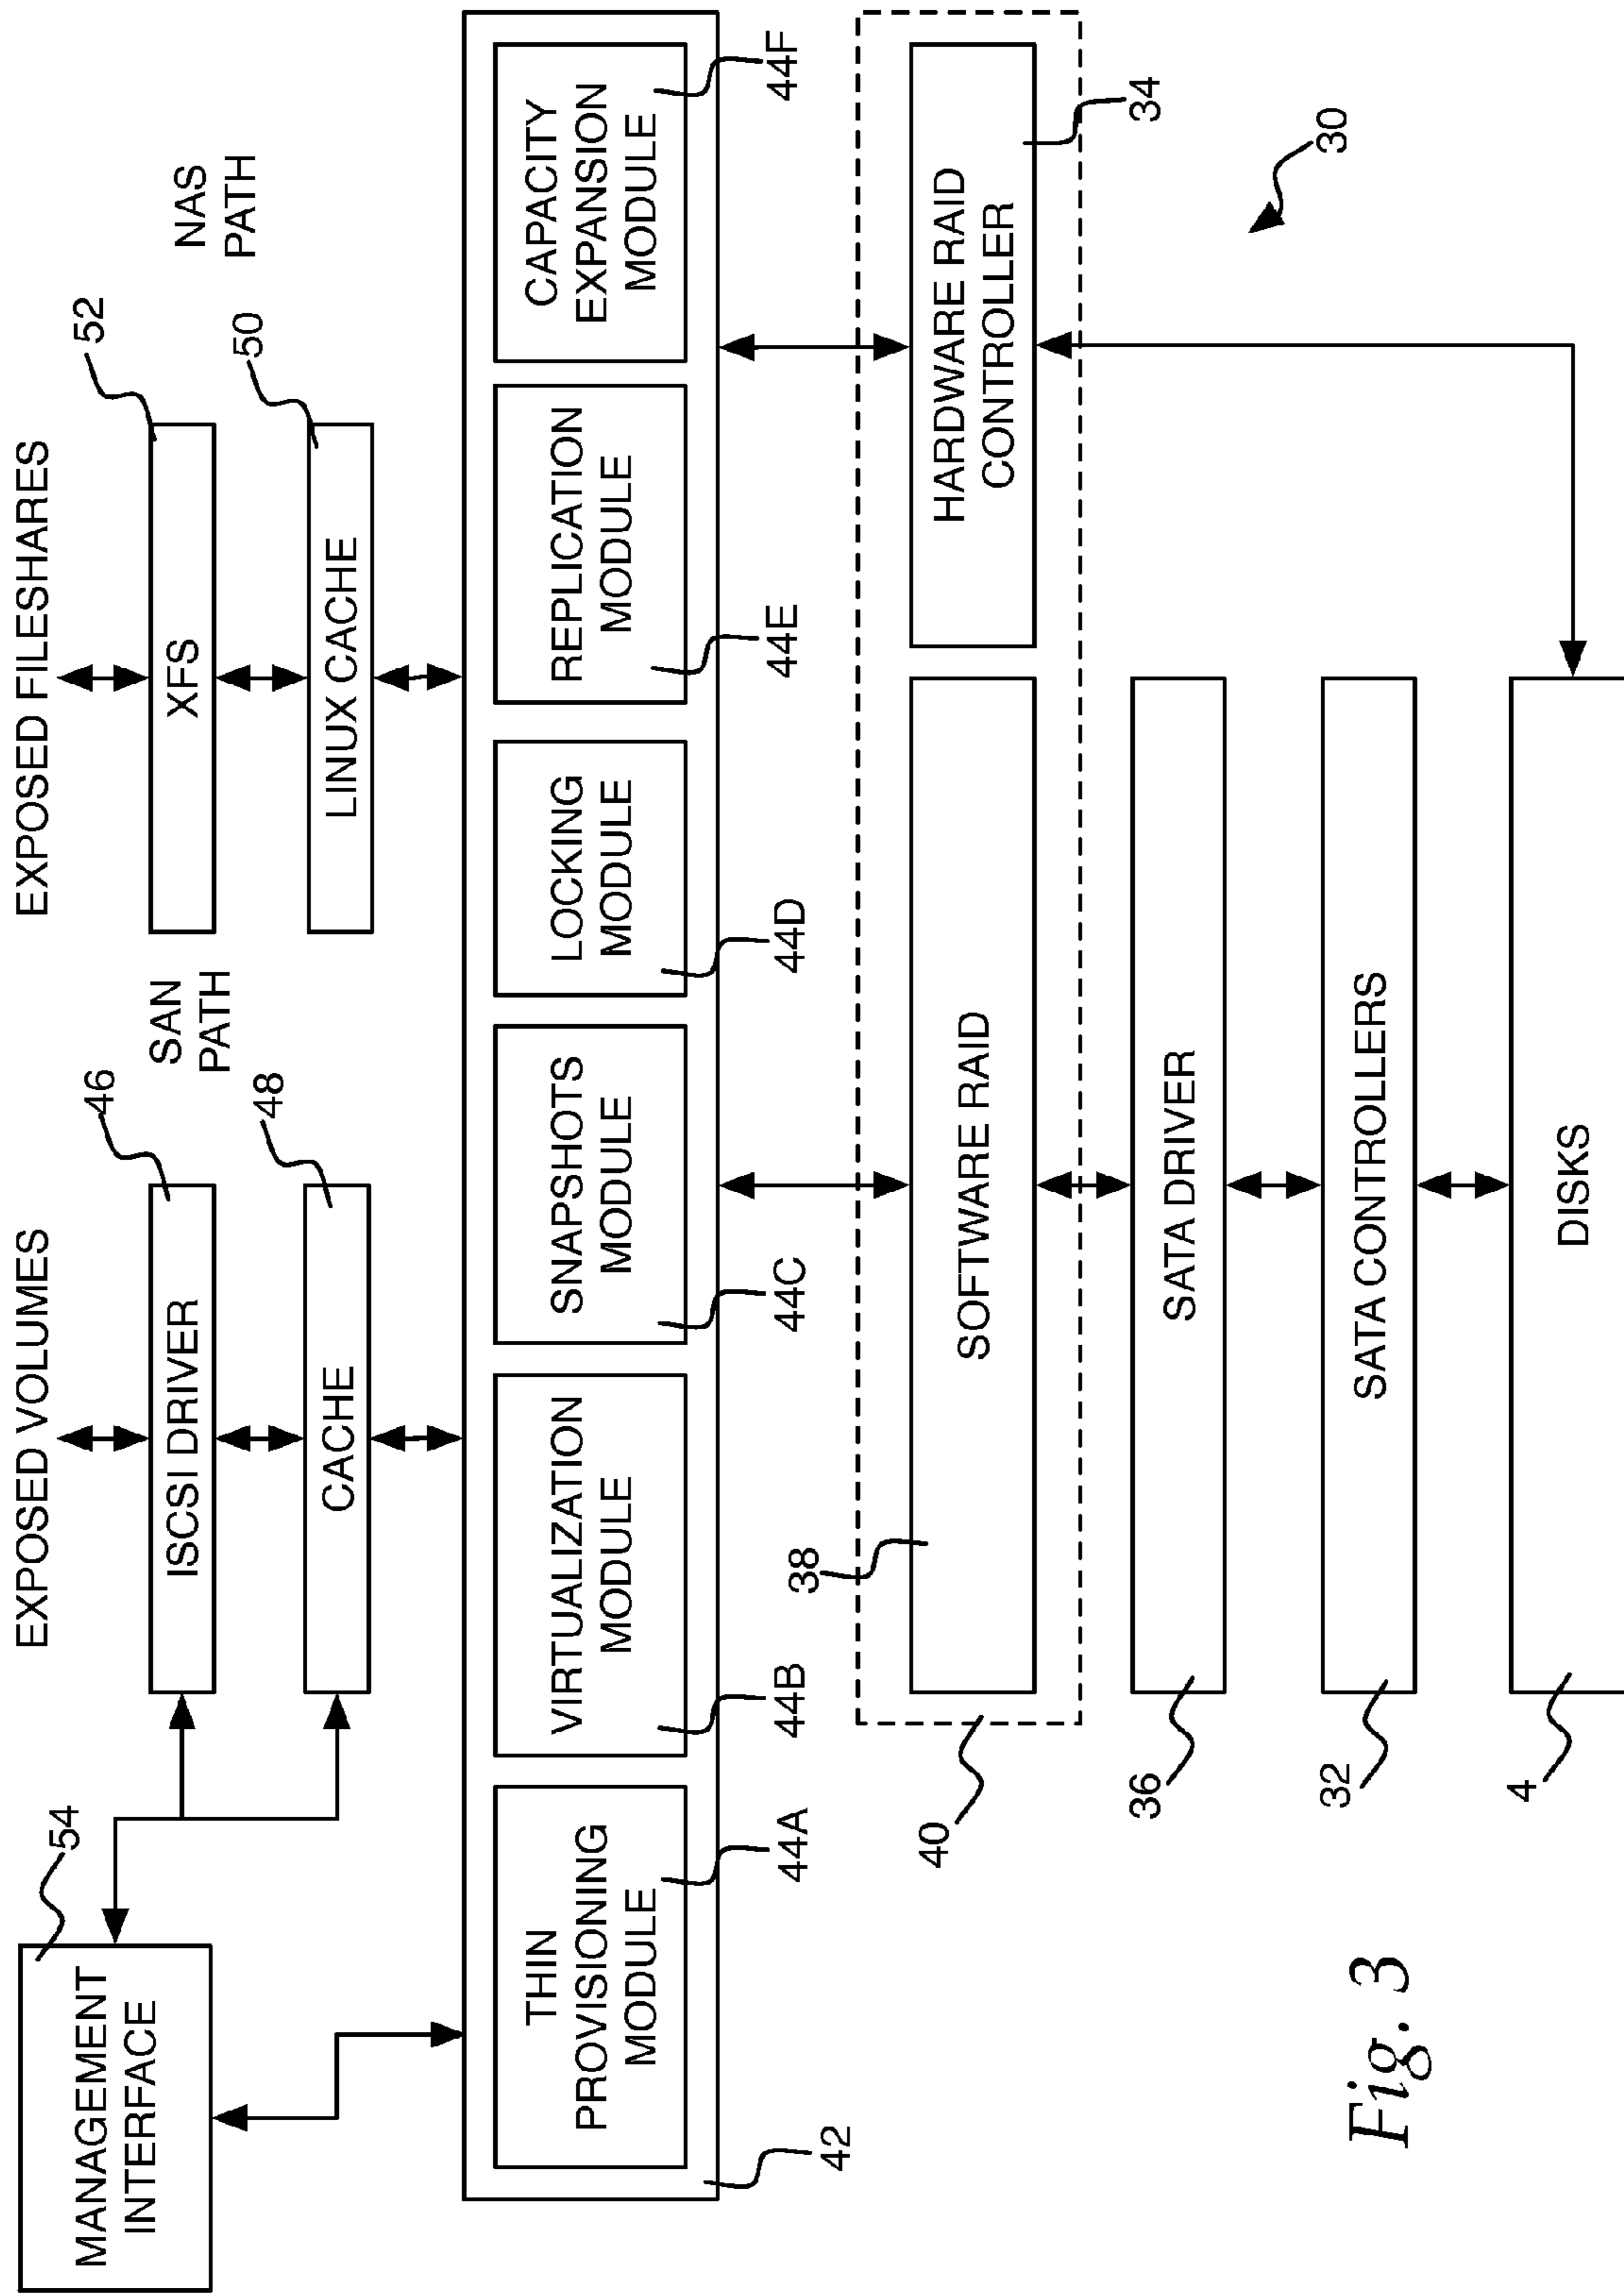 EXPOSED VOLUMES
EXPOSED FILESHARES
54
MANAGEMENT
INTERFACE
46
ISCSI DRIVER
SAN
PATH
52
XFS
NAS
PATH
48
CACHE
50
LINUX CACHE
THIN
PROVISIONING
MODULE
VIRTUALIZATION
MODULE
SNAPSHOTS
MODULE
LOCKING
MODULE
REPLICATION
MODULE
CAPACITY
EXPANSION
MODULE
42
44A
44B
44C
44D
44E
44F
38
SOFTWARE RAID
HARDWARE RAID
CONTROLLER
40
34
36
SATA DRIVER
30
32
SATA CONTROLLERS
4
DISKS
Fig. 3